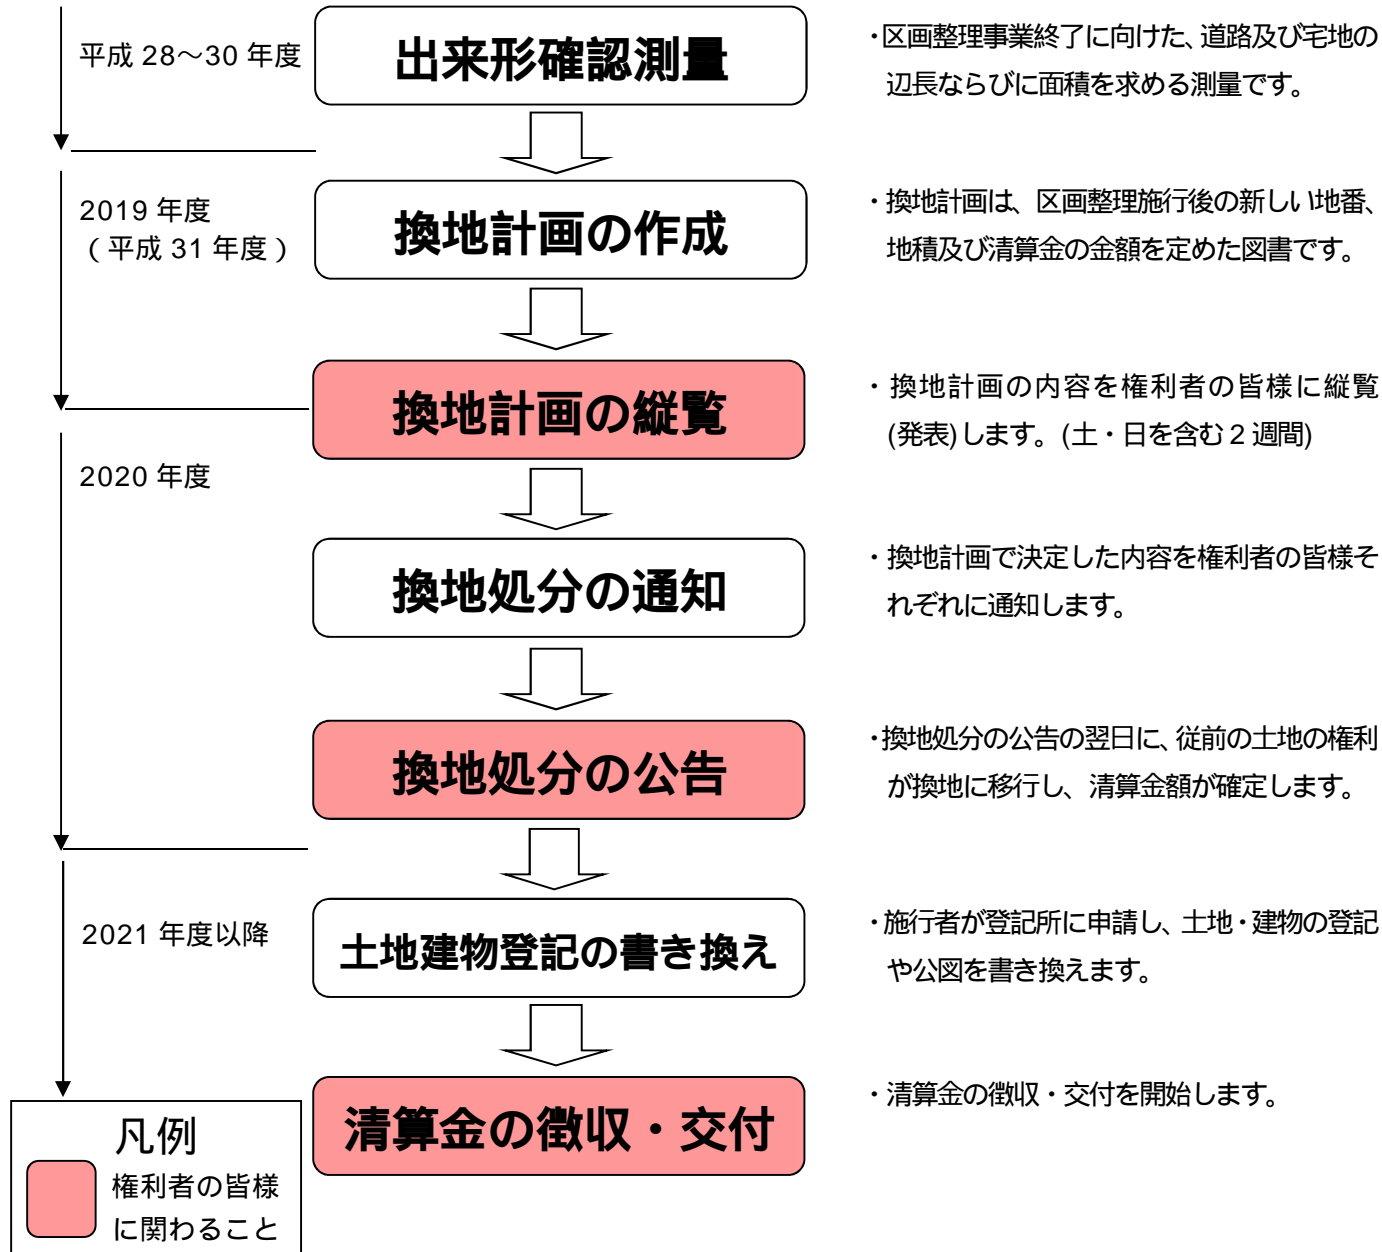 平成 28～30 年度
出来形確認測量
・区画整理事業終了に向けた、道路及び宅地の
辺長ならびに面積を求める測量です。
2019 年度
（平成 31 年度）
換地計画の作成
・換地計画は、区画整理施行後の新しい地番、
地積及び清算金の金額を定めた図書です。
換地計画の縦覧
・換地計画の内容を権利者の皆様に縦覧
(発表)します。(土・日を含む 2 週間)
2020 年度
換地処分の通知
・換地計画で決定した内容を権利者の皆様そ
れぞれに通知します。
換地処分の公告
・換地処分の公告の翌日に、従前の土地の権利
が換地に移行し、清算金額が確定します。
2021 年度以降
土地建物登記の書き換え
・施行者が登記所に申請し、土地・建物の登記
や公図を書き換えます。
清算金の徴収・交付
・清算金の徴収・交付を開始します。
凡例
権利者の皆様
に関わること